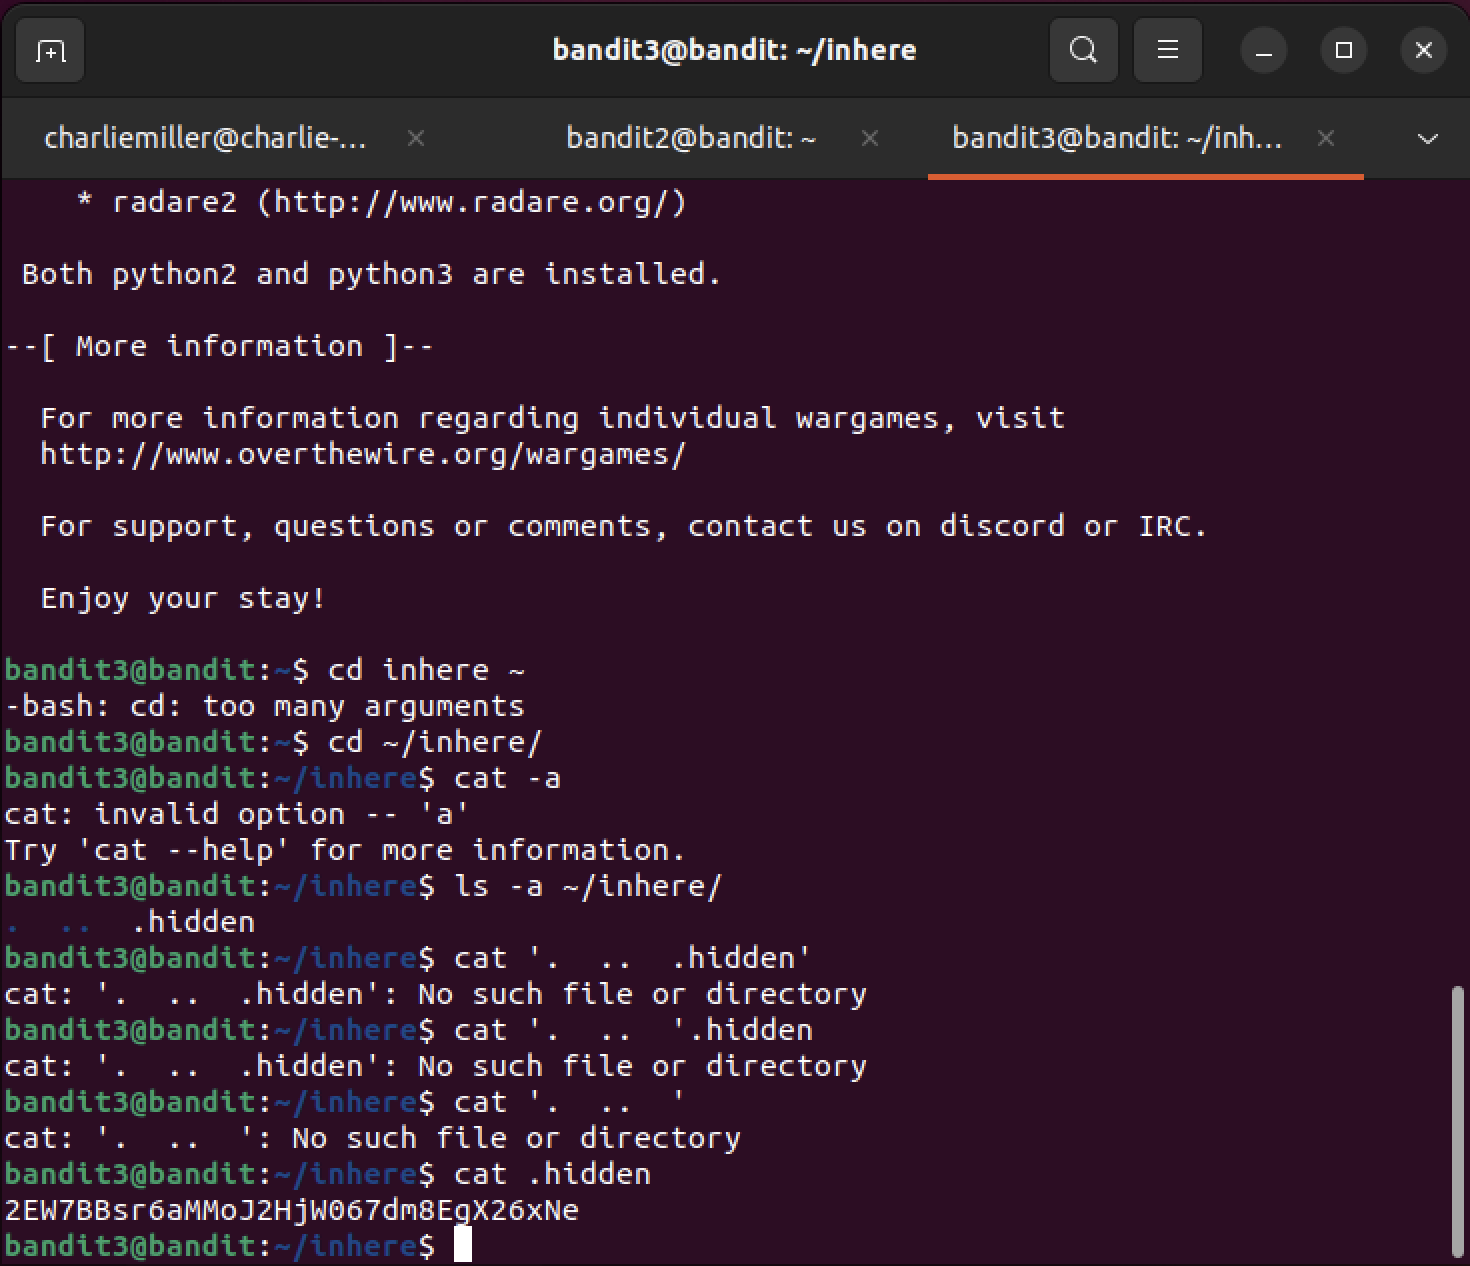 bandit3@bandit: ~/inhere
charliemiller@charlie-...
bandit2@bandit: ~
bandit3@bandit: ~/inh...
* radare2 (http://www.radare.org/)
Both python2 and python3 are installed.
--[ More information ]--
For more information regarding individual wargames, visit
http://www.overthewire.org/wargames/
For support, questions or comments, contact us on discord or IRC.
Enjoy your stay!
bandit3@bandit:~$ cd inhere ~
-bash: cd: too many arguments
bandit3@bandit:~$ cd ~/inhere/
bandit3@bandit:~/inhere$ cat -a
cat: invalid option -- 'a'
Try 'cat --help' for more information.
bandit3@bandit:~/inhere$ ls -a ~/inhere/
.  ..  .hidden
bandit3@bandit:~/inhere$ cat '.  ..  .hidden'
cat: '.  ..  .hidden': No such file or directory
bandit3@bandit:~/inhere$ cat '.  ..  '.hidden
cat: '.  ..  .hidden': No such file or directory
bandit3@bandit:~/inhere$ cat '.  ..  '
cat: '.  ..  ': No such file or directory
bandit3@bandit:~/inhere$ cat .hidden
2EW7BBsr6aMMoJ2HjW067dm8EgX26xNe
bandit3@bandit:~/inhere$